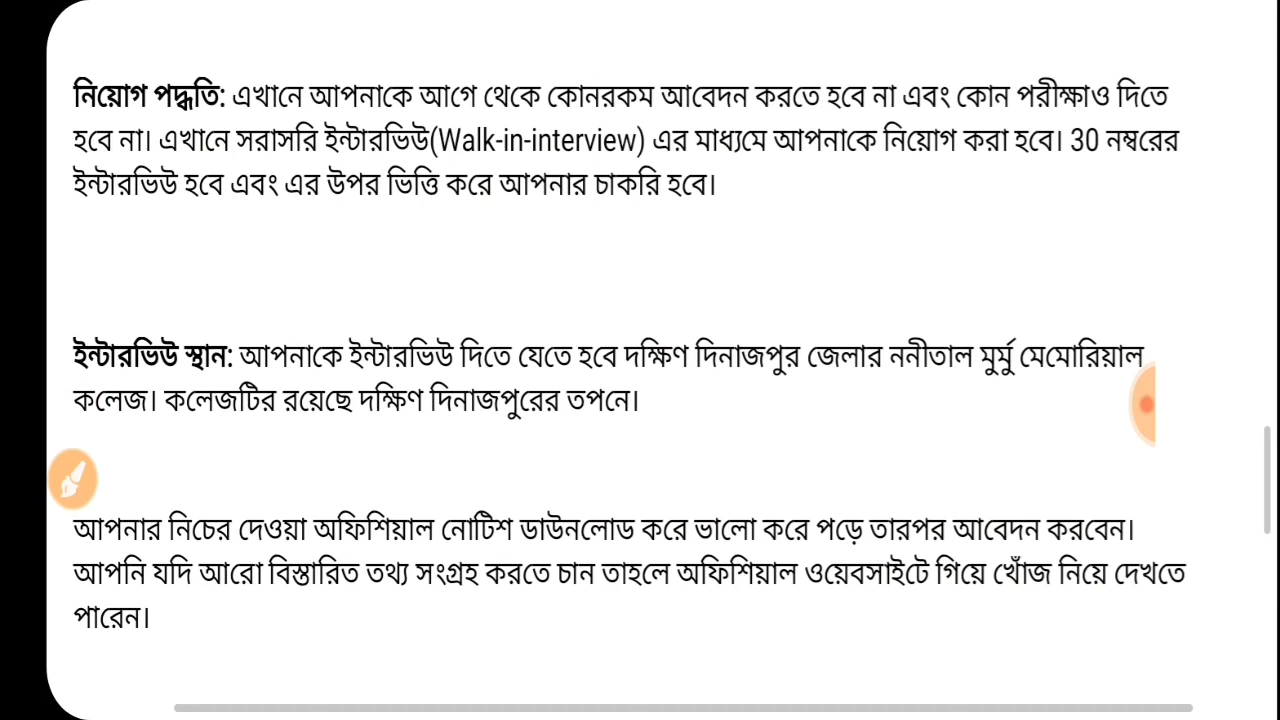 নিয়োগ পদ্ধতি: এখানে আপনাকে আগে থেকে কোনরকম আবেদন করতে হবে না এবং কোন পরীক্ষাও দিতে
হবে না। এখানে সরাসরি ইন্টারভিউ(Walk-in-interview) এর মাধ্যমে আপনাকে নিয়োগ করা হবে। 30 নম্বরের
ইন্টারভিউ হবে এবং এর উপর ভিত্তি করে আপনার চাকরি হবে।
ইন্টারভিউ স্থান: আপনাকে ইন্টারভিউ দিতে যেতে হবে দক্ষিণ দিনাজপুর জেলার ননীতাল মুর্মু মেমোরিয়াল
কলেজ। কলেজটির রয়েছে দক্ষিণ দিনাজপুরের তপনে।
আপনার নিচের দেওয়া অফিশিয়াল নোটিশ ডাউনলোড করে ভালো করে পড়ে তারপর আবেদন করবেন।
আপনি যদি আরো বিস্তারিত তথ্য সংগ্রহ করতে চান তাহলে অফিশিয়াল ওয়েবসাইটে গিয়ে খোঁজ নিয়ে দেখতে
পারেন।